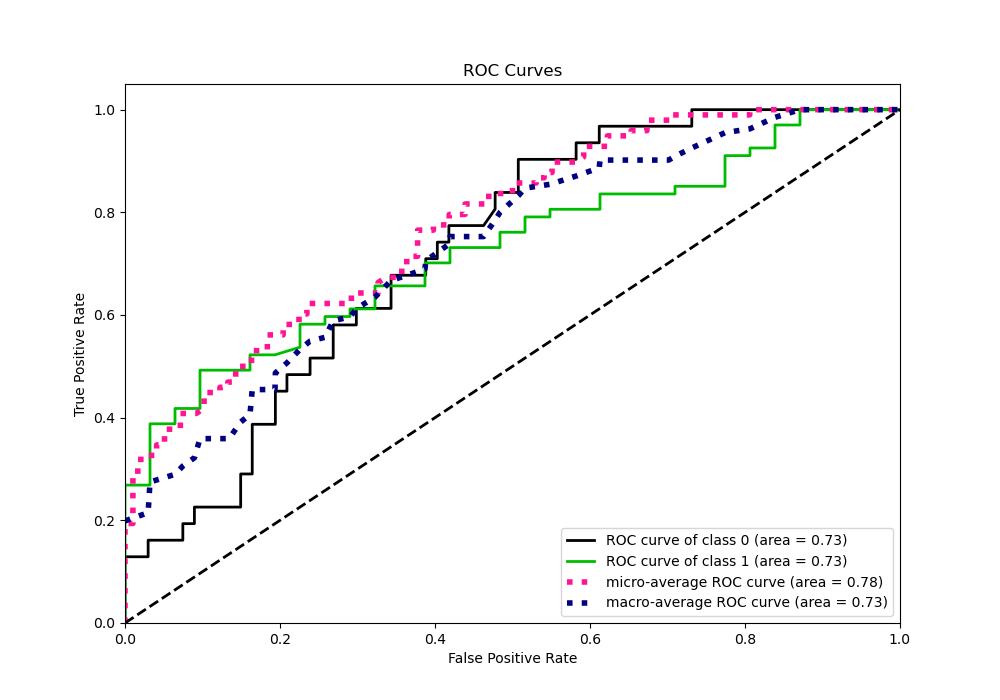 ROC Curves
True Positive Rate
1.0
0.8
0.6
0.4
0.2
0.0
0.0 0.2 0.4 0.6 0.8 1.0
False Positive Rate
ROC curve of class 0 (area = 0.73)
ROC curve of class 1 (area = 0.73)
micro-average ROC curve (area = 0.78)
macro-average ROC curve (area = 0.73)